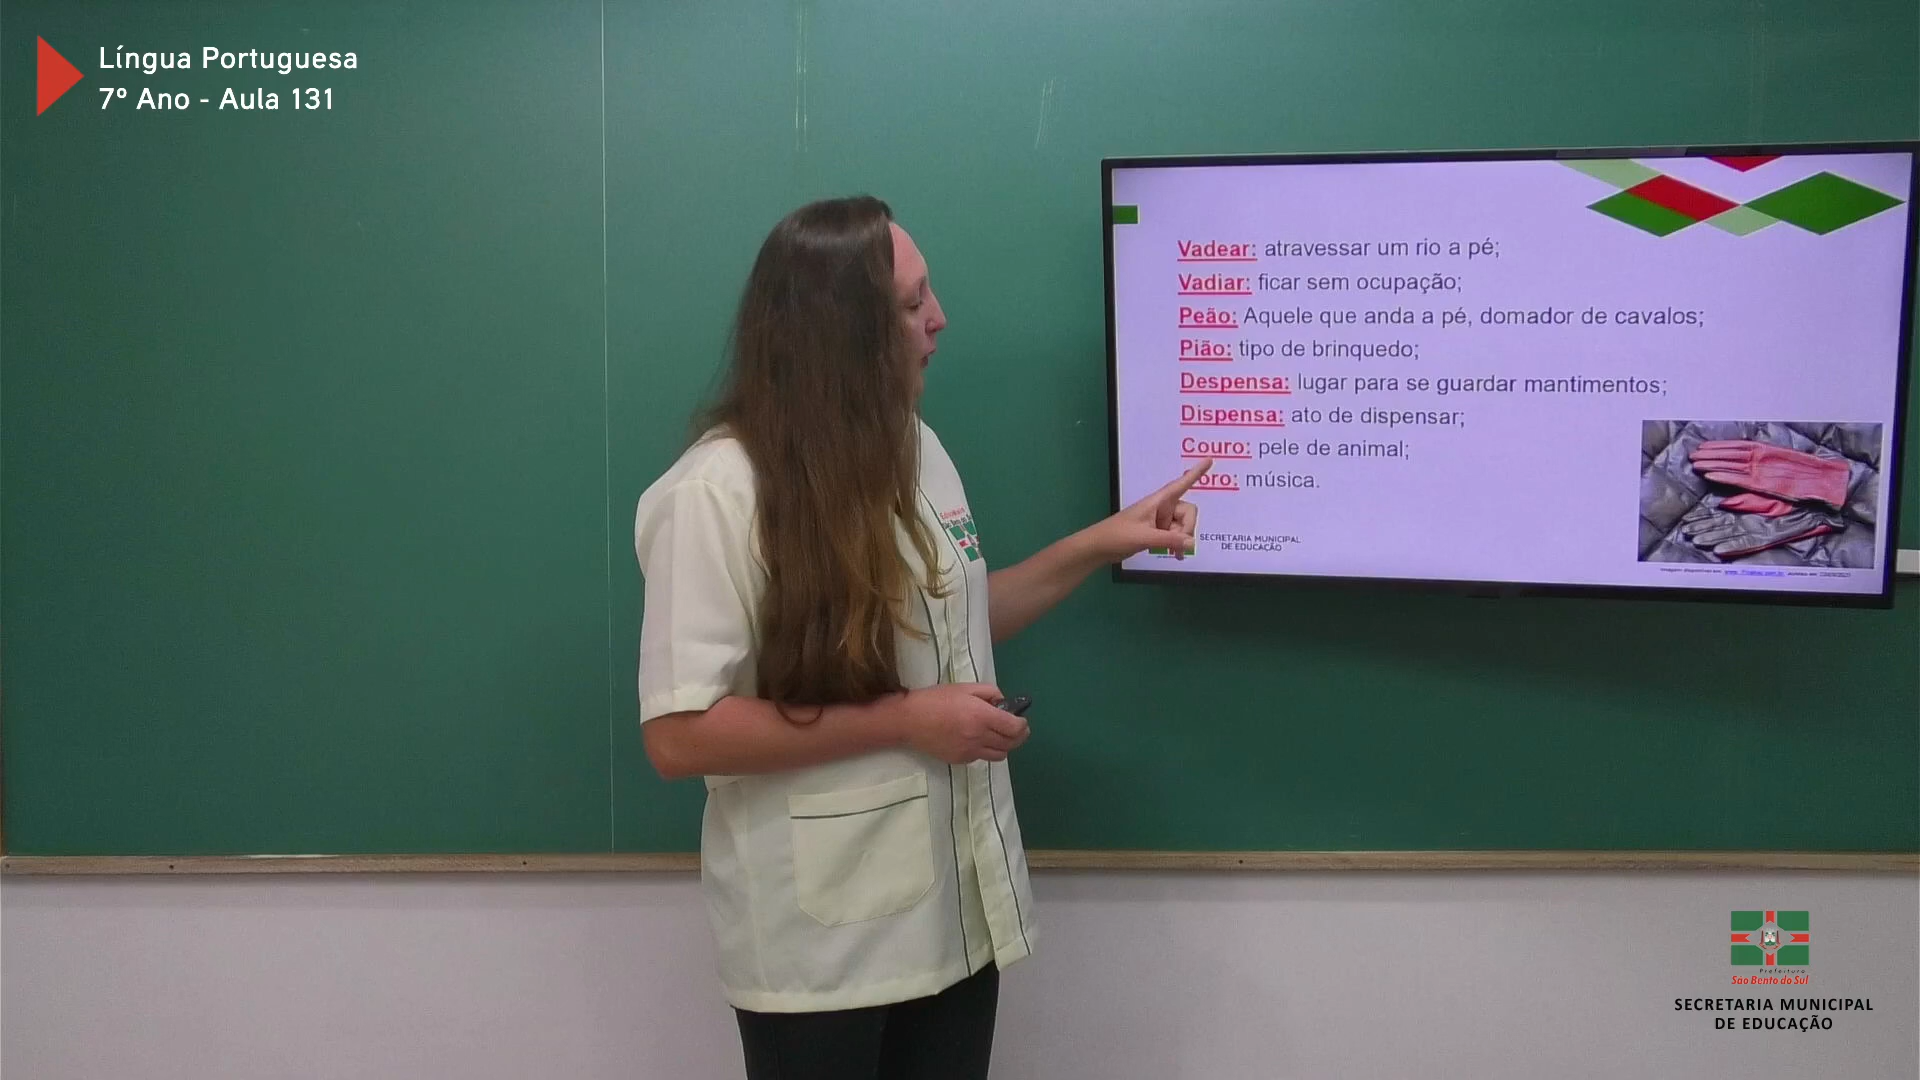 Língua Portuguesa
7º Ano - Aula 131
Vadear: atravessar um rio a pé;
Vadiar: ficar sem ocupação;
Peão: Aquele que anda a pé, domador de cavalos;
Pião: tipo de brinquedo;
Despensa: lugar para se guardar mantimentos;
Dispensa: ato de dispensar;
Couro: pele de animal;
oro: música.
SECRETARIA MUNICIPAL
DE EDUCAÇÃO
Prefeitura
São Bento do Sul
SECRETARIA MUNICIPAL
DE EDUCAÇÃO